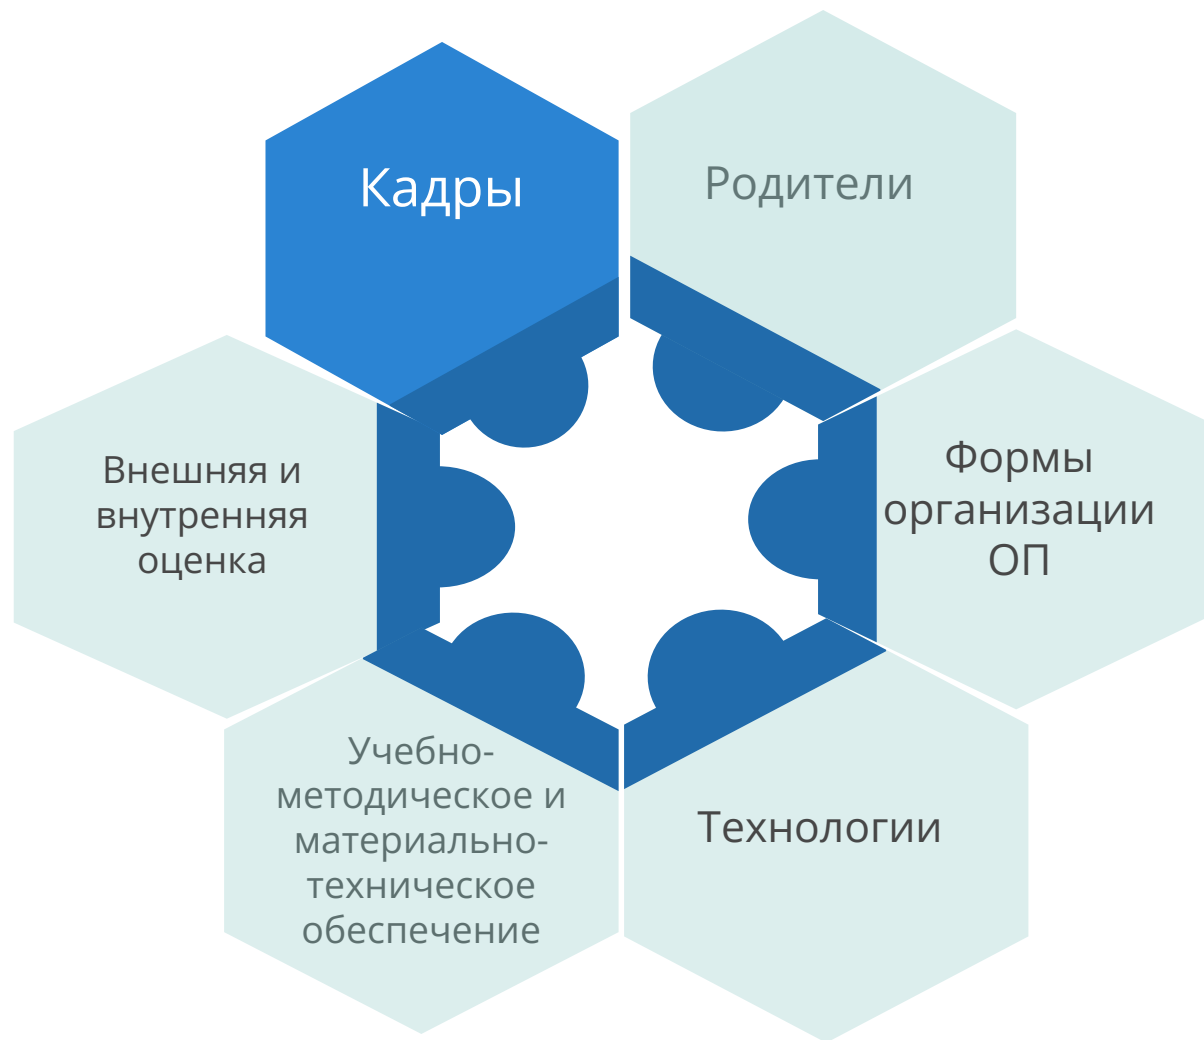 Кадры
Родители
Внешняя и
внутренняя
оценка
Формы
организации
ОП
Учебно-
методическое и
материально-
техническое
обеспечение
Технологии